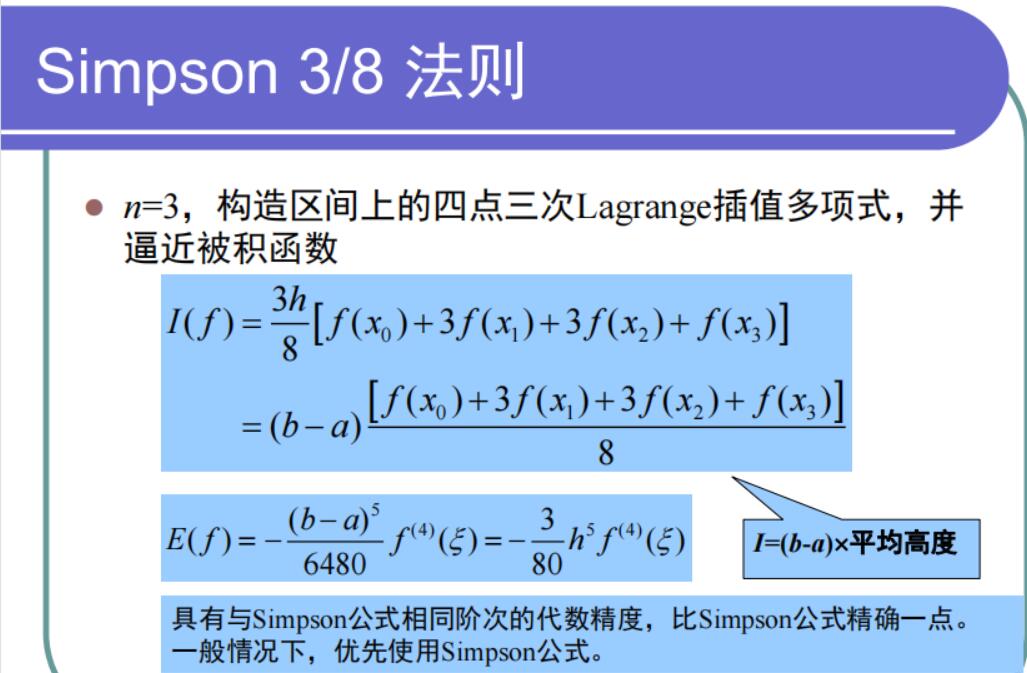 Simpson 3/8 法则
n=3，构造区间上的四点三次Lagrange插值多项式，并
逼近被积函数
I(f) = \frac{3h}{8}[f(x_0)+3f(x_1)+3f(x_2)+f(x_3)]
= (b-a)\frac{[f(x_0)+3f(x_1)+3f(x_2)+f(x_3)]}{8}
E(f) = -\frac{(b-a)^5}{6480}f^{(4)}(ξ) = -\frac{3}{80}h^5f^{(4)}(ξ)
I=(b-a)×平均高度
具有与Simpson公式相同阶次的代数精度，比Simpson公式精确一点。
一般情况下，优先使用Simpson公式。